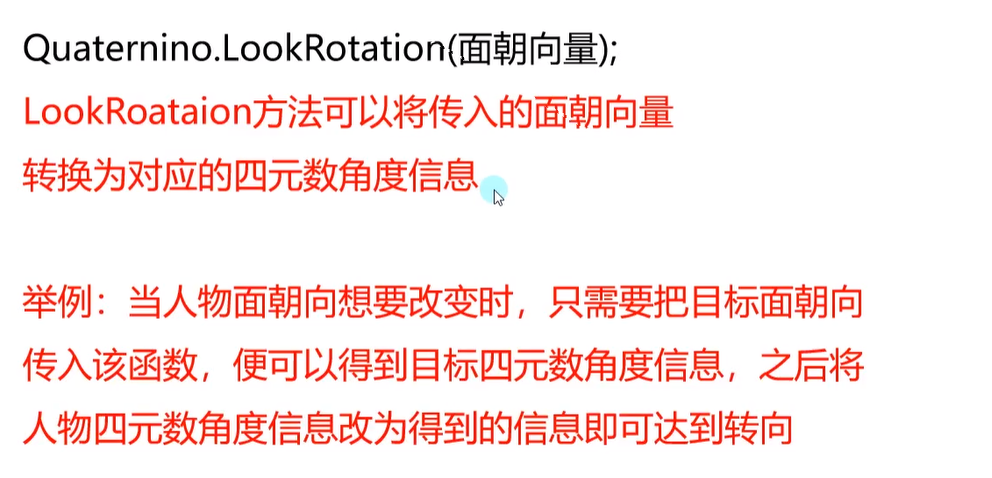 Quaternino.LookRotation(面朝向量);
LookRoataion方法可以将传入的面朝向量
转换为对应的四元数角度信息
举例：当人物面朝向想要改变时，只需要把目标面朝向
传入该函数，便可以得到目标四元数角度信息，之后将
人物四元数角度信息改为得到的信息即可达到转向